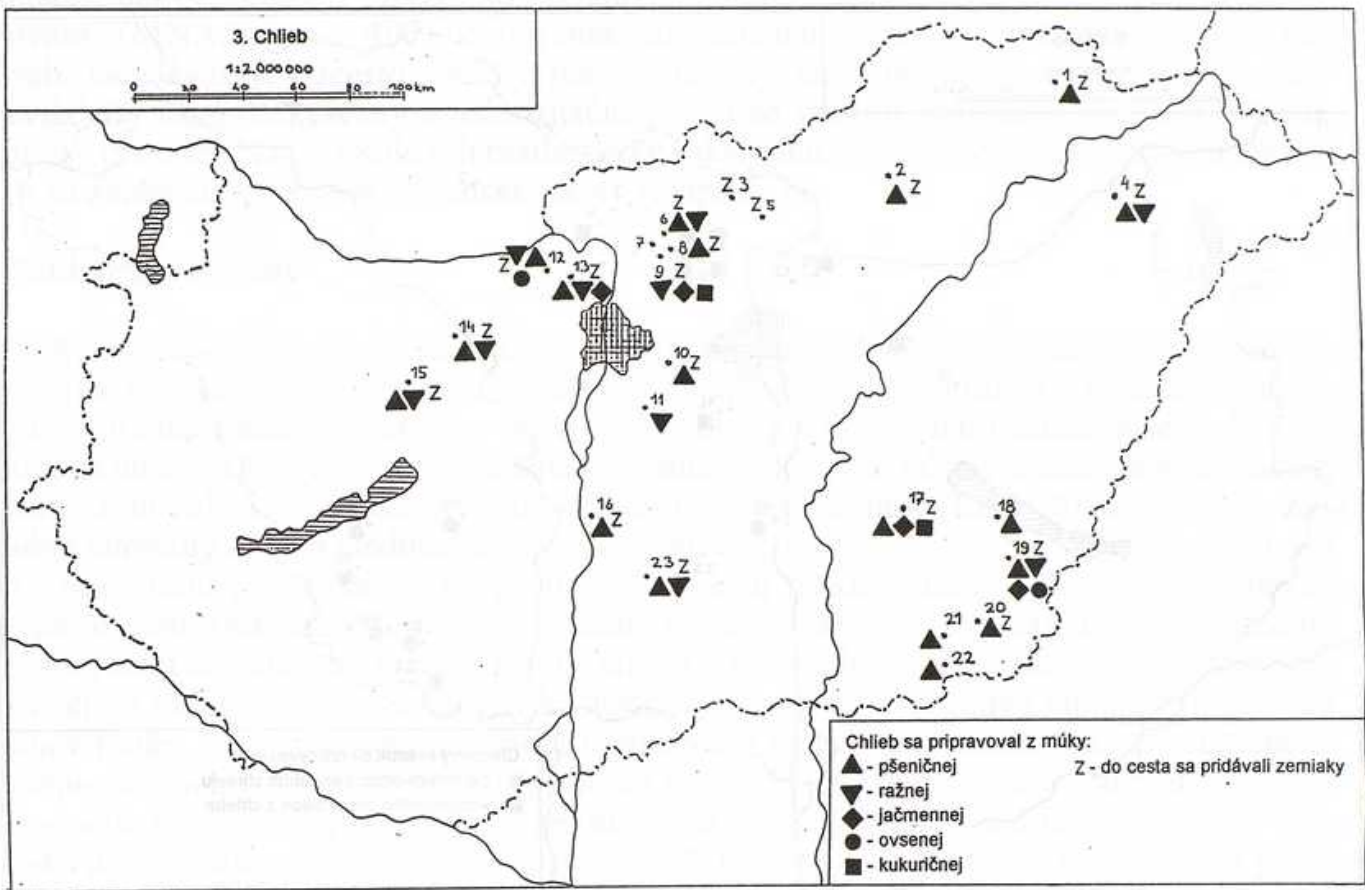 3. Chlieb
1:2.000 000
0 20 40 60 80 100 km
1 Z
2
Z
Z 3
Z 5
4 Z
6 Z
7
8 Z
9 Z
Z
12
13 Z
14 Z
15
Z
10
11
16
Z
17
Z
18
19 Z
20
Z
21
22
23 Z
Chlieb sa pripravoval z múky:
- pšeničnej
- ražnej
- jačmennej
- ovsenej
- kukuričnej
Z - do cesta sa pridávali zemiaky